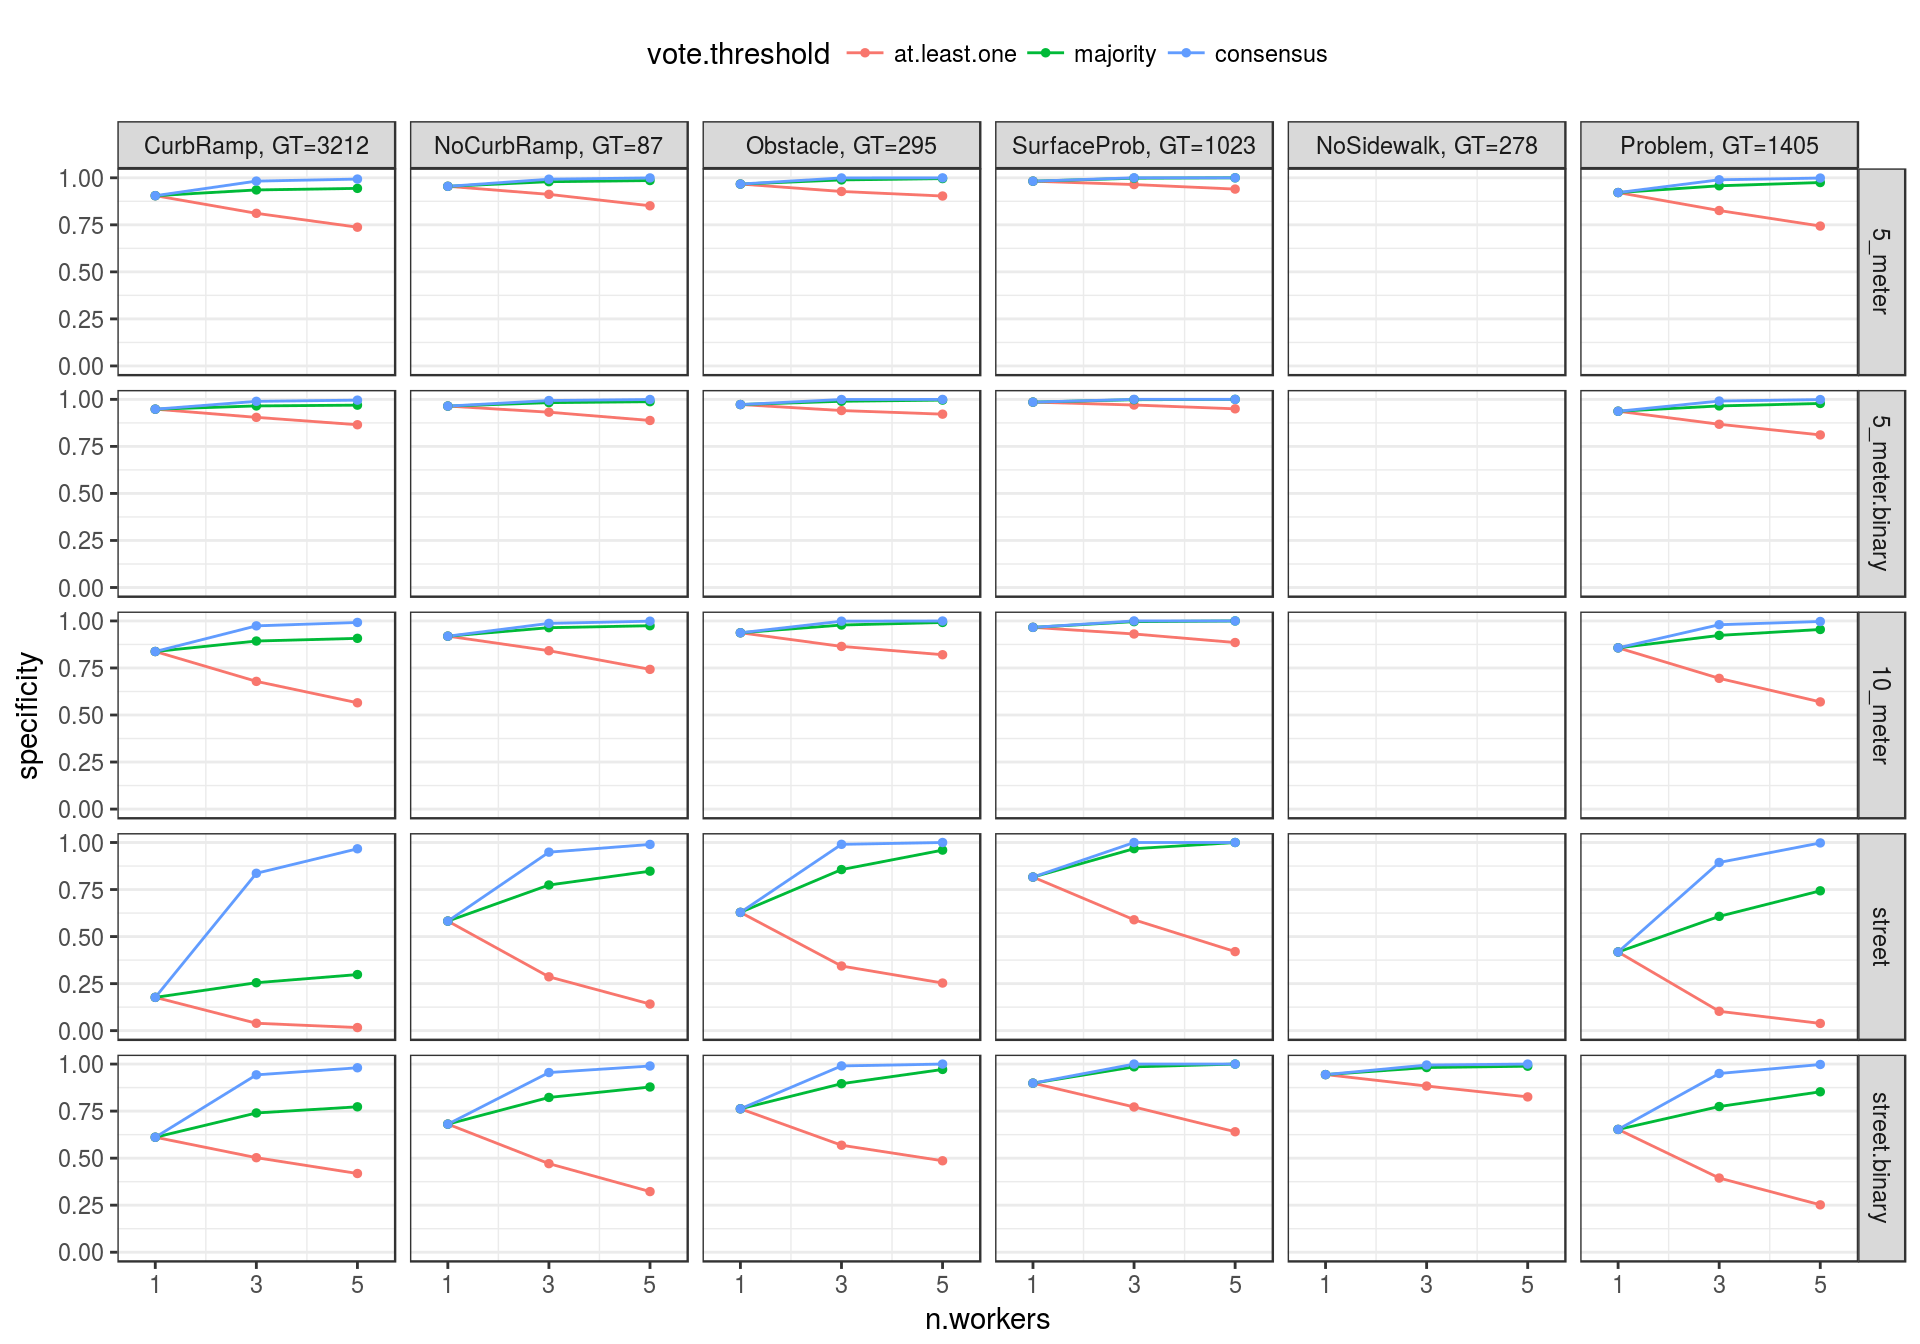 vote.threshold at.least.one majority consensus
CurbRamp, GT=3212 NoCurbRamp, GT=87 Obstacle, GT=295 SurfaceProb, GT=1023 NoSidewalk, GT=278 Problem, GT=1405
1.00
0.75
0.50
0.25
0.00
5_meter
1.00
0.75
0.50
0.25
0.00
5_meter.binary
1.00
0.75
0.50
0.25
0.00
10_meter
1.00
0.75
0.50
0.25
0.00
street
1.00
0.75
0.50
0.25
0.00
street.binary
specificity
1 3 5 1 3 5 1 3 5 1 3 5 1 3 5 1 3 5
n.workers